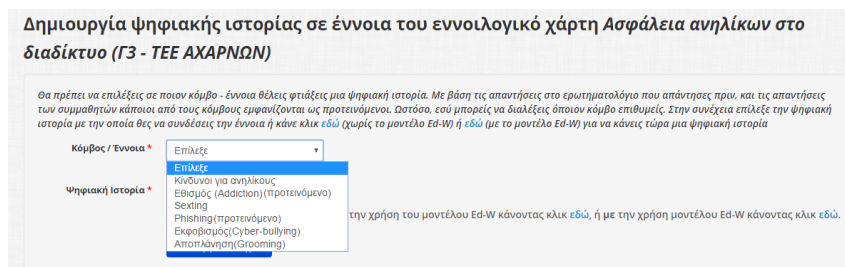 Δημιουργία ψηφιακής ιστορίας σε έννοια του εννοιλογικό χάρτη Ασφάλεια ανηλίκων στο
διαδίκτυο (Γ3 - ΤΕΕ ΑΧΑΡΝΩΝ)
Θα πρέπει να επιλέξεις σε ποιον κόμβο - έννοια θέλεις φτιάξεις μια ψηφιακή ιστορία. Με βάση τις απαντήσεις στο ερωτηματολόγιο που απάντησες πριν, και τις απαντήσεις
των συμμαθητών κάποιοι από τους κόμβους εμφανίζονται ως προτεινόμενοι. Ωστόσο, εσύ μπορείς να διαλέξεις όποιον κόμβο επιθυμείς. Στην συνέχεια επίλεξε την ψηφιακή
ιστορία με την οποία θες να συνδέσεις την έννοια ή κάνε κλικ εδώ (χωρίς το μοντέλο Ed-W) ή εδώ (με το μοντέλο Ed-W) για να κάνεις τώρα μια ψηφιακή ιστορία
Κόμβος / Έννοια * Επίλεξε
Επίλεξε
Κίνδυνοι για ανηλίκους
Ψηφιακή Ιστορία * Εθισμός (Addiction)(προτεινόμενο)
Sexting
Phishing(προτεινόμενο) την χρήση του μοντέλου Ed-W κάνοντας κλικ εδώ, ή με την χρήση μοντέλου Ed-W κάνοντας κλικ εδώ.
Εκφοβισμός(Cyber-bullying)
Αποπλάνηση(Grooming)